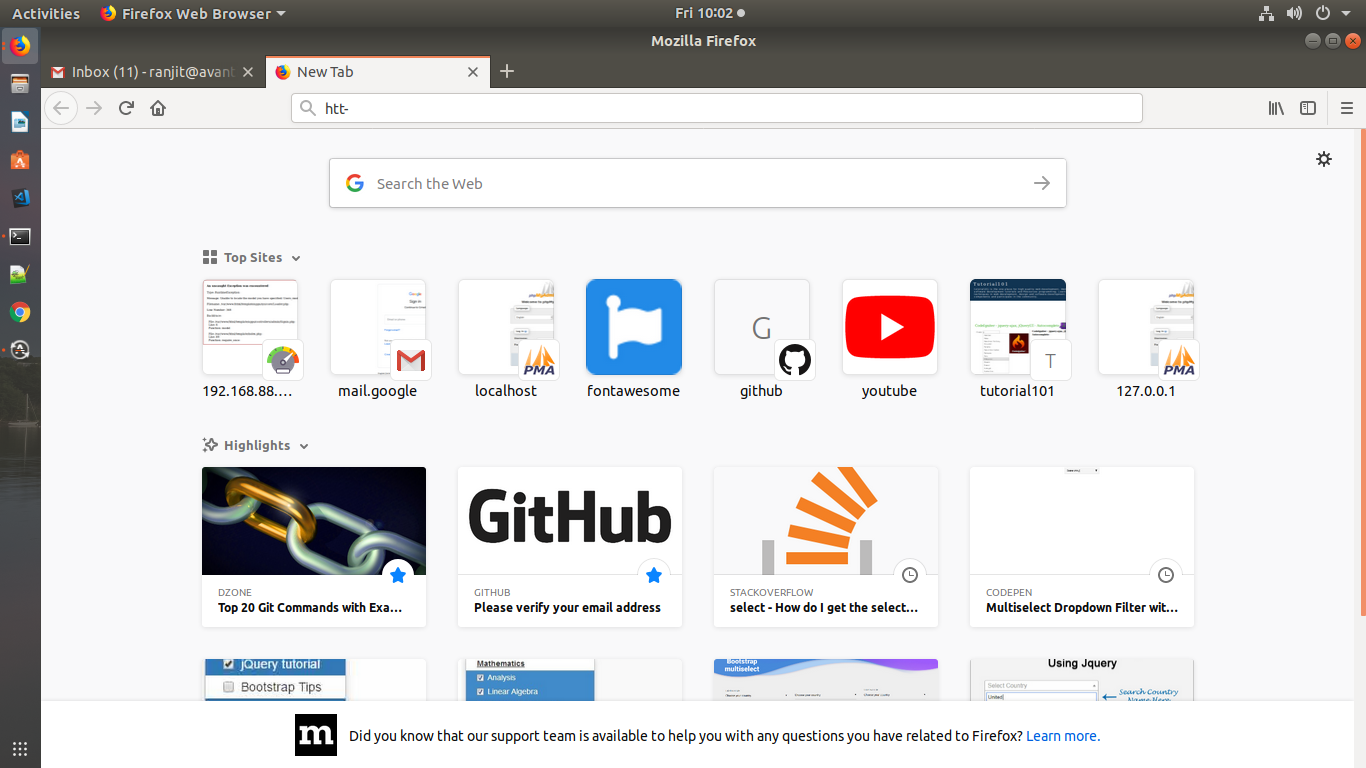 Activities Firefox Web Browser Fri 10:02
Mozilla Firefox
Inbox (11) - ranjit@avant New Tab
htt-
Search the Web
Top Sites
G
T
PMA PMA
192.168.88.... mail.google localhost fontawesome github youtube tutorial101 127.0.0.1
Highlights
GitHub
DZONE GITHUB STACKOVERFLOW CODEPEN
Top 20 Git Commands with Exa... Please verify your email address select - How do I get the select... Multiselect Dropdown Filter wit...
jQuery tutorial
Bootstrap Tips
Mathematics
Analysis
Linear Algebra
Bootstrap
multiselect
Using Jquery
Select Country
United
Search Country
Name Here
m Did you know that our support team is available to help you with any questions you have related to Firefox? Learn more.